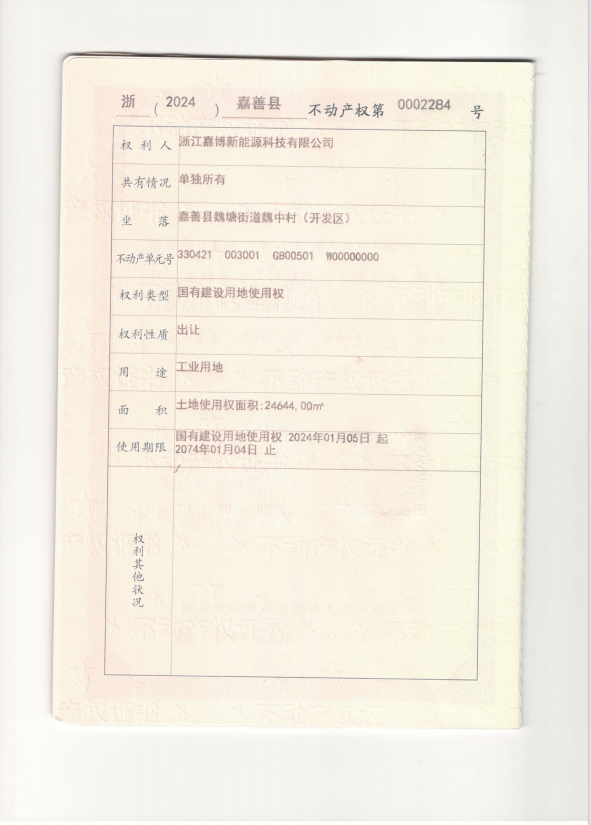 浙 ( 2024 ) 嘉善县 不动产权第 0002284 号
权利人 浙江嘉博新能源科技有限公司
共有情况 单独所有
坐落 嘉善县魏塘街道魏中村（开发区）
不动产单元号 330421 003001 GB00501 W00000000
权利类型 国有建设用地使用权
权利性质 出让
用途 工业用地
面积 土地使用权面积:24644.00㎡
使用期限 国有建设用地使用权 2024年01月05日 起
2074年01月04日 止
/
权利其他状况